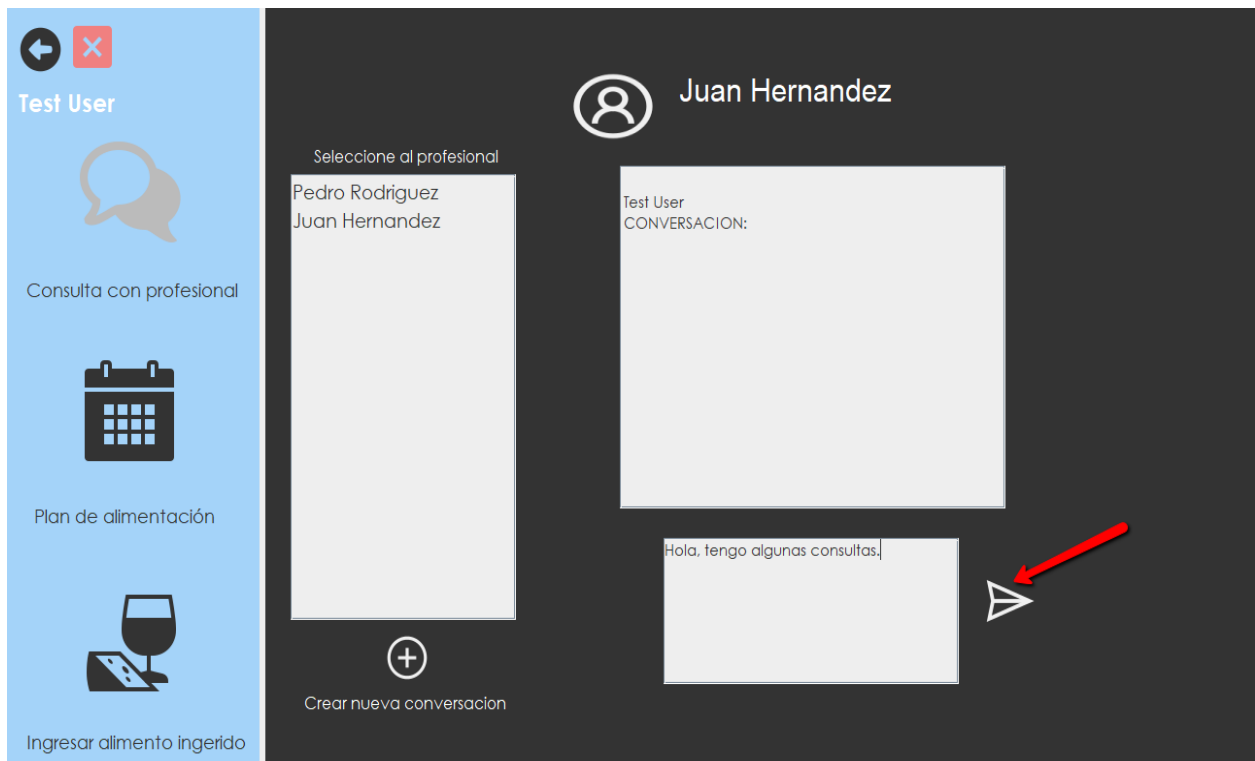 Test User
Consulta con profesional
Plan de alimentación
Ingresar alimento ingerido
Juan Hernandez
Seleccione al profesional
Pedro Rodriguez
Juan Hernandez
Crear nueva conversacion
Test User
CONVERSACION:
Hola, tengo algunas consultas.